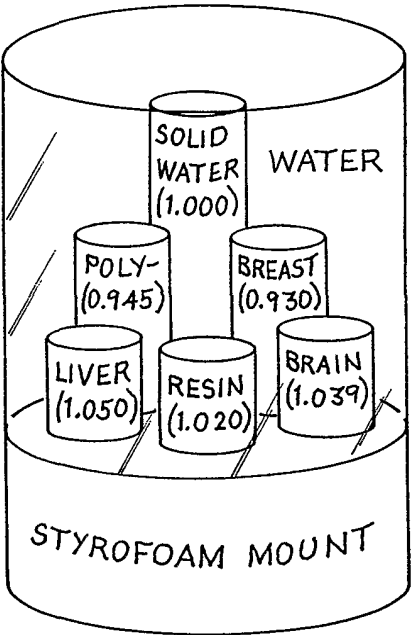 SOLID
WATER
(1.000)
WATER
POLY-
(0.945)
BREAST
(0.930)
LIVER
(1.050)
RESIN
(1.020)
BRAIN
(1.039)
STYROFOAM MOUNT